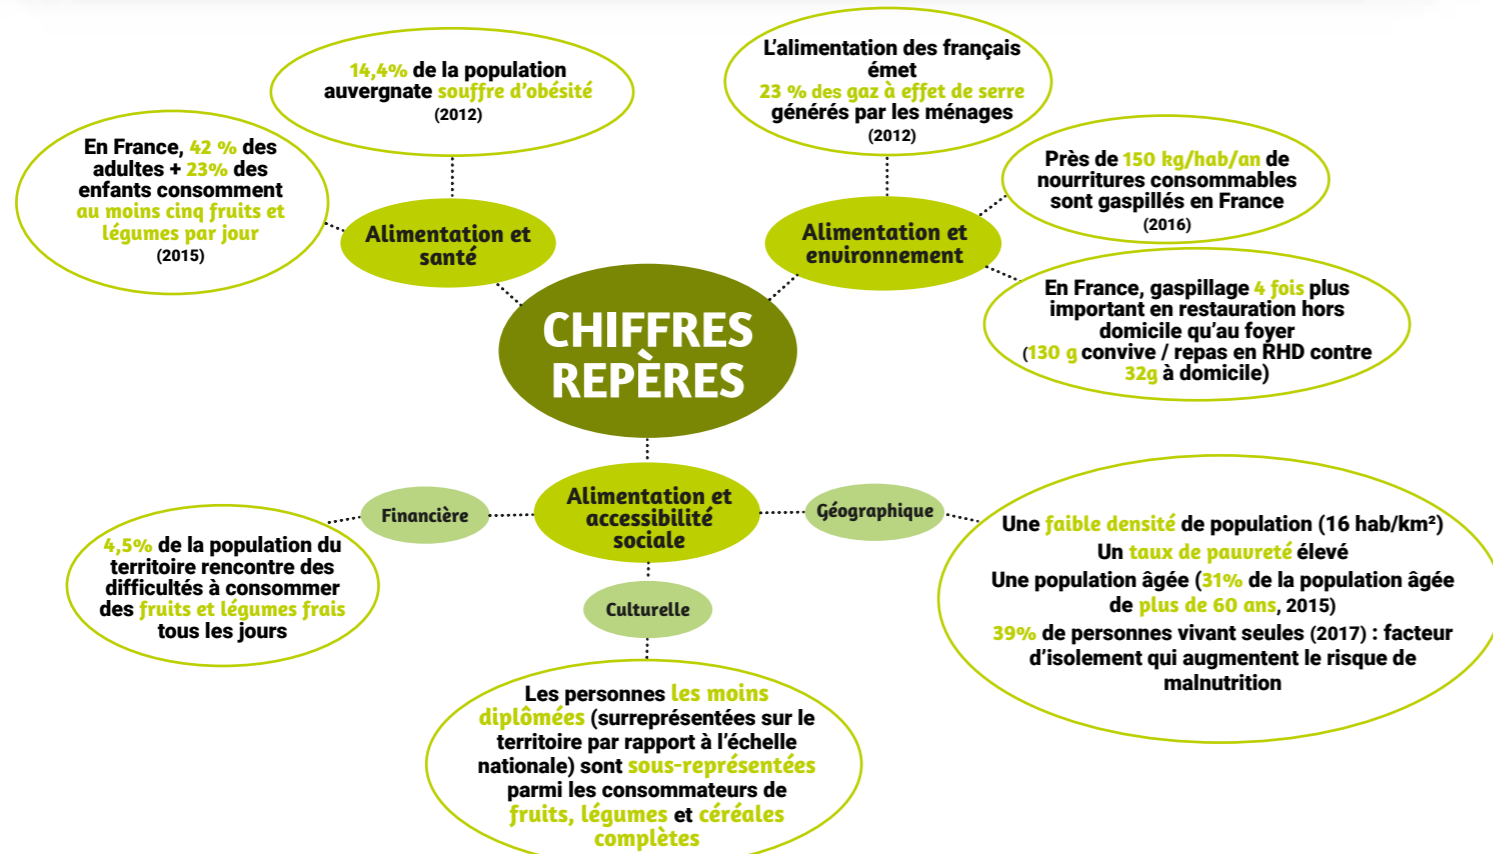 14,4% de la population
auvergnate souffre d'obésité
(2012)
L'alimentation des français
émet
23 % des gaz à effet de serre
générés par les ménages
(2012)
En France, 42 % des
adultes + 23% des
enfants consomment
au moins cinq fruits et
légumes par jour
(2015)
Près de 150 kg/hab/an de
nourritures consommables
sont gaspillés en France
(2016)
Alimentation et
santé
Alimentation et
environnement
En France, gaspillage 4 fois plus
important en restauration hors
domicile qu'au foyer
(130 g convive / repas en RHD contre
32g à domicile)
CHIFFRES
REPÈRES
Alimentation et
accessibilité
sociale
Financière
Géographique
4,5% de la population du
territoire rencontre des
difficultés à consommer
des fruits et légumes frais
tous les jours
Une faible densité de population (16 hab/km²)
Un taux de pauvreté élevé
Une population âgée (31% de la population âgée
de plus de 60 ans, 2015)
39% de personnes vivant seules (2017) : facteur
d'isolement qui augmentent le risque de
malnutrition
Culturelle
Les personnes les moins
diplômées (surreprésentées sur le
territoire par rapport à l'échelle
nationale) sont sous-représentées
parmi les consommateurs de
fruits, légumes et céréales
complètes